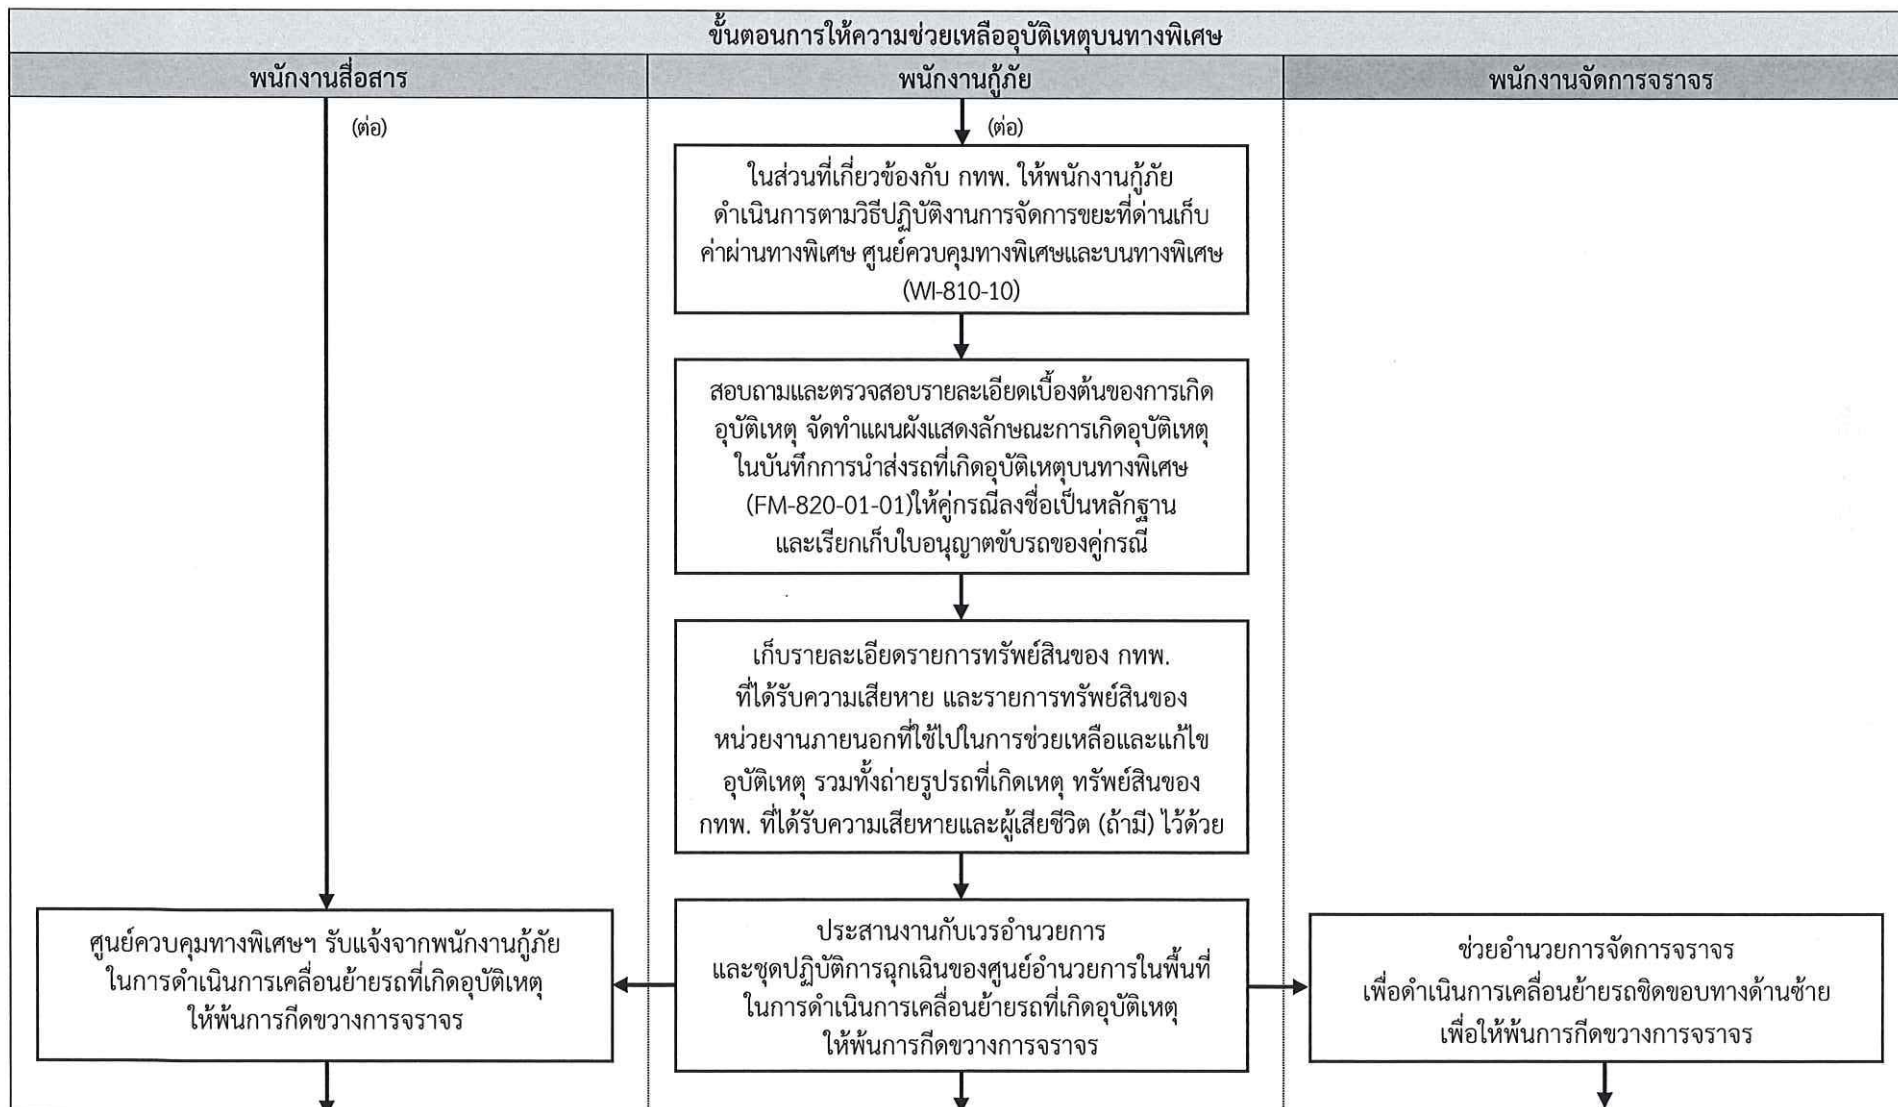 ขั้นตอนการให้ความช่วยเหลืออุบัติเหตุบนทางพิเศษ
พนักงานสื่อสาร
พนักงานกู้ภัย
พนักงานจัดการจราจร
(ต่อ)
(ต่อ)
ในส่วนที่เกี่ยวข้องกับ กทพ. ให้พนักงานกู้ภัย
ดำเนินการตามวิธีปฏิบัติงานการจัดการขยะที่ด่านเก็บ
ค่าผ่านทางพิเศษ ศูนย์ควบคุมทางพิเศษและบนทางพิเศษ
(WI-810-10)
สอบถามและตรวจสอบรายละเอียดเบื้องต้นของการเกิด
อุบัติเหตุ จัดทำแผนผังแสดงลักษณะการเกิดอุบัติเหตุ
ในบันทึกการนำส่งรถที่เกิดอุบัติเหตุบนทางพิเศษ
(FM-820-01-01)ให้คู่กรณีลงชื่อเป็นหลักฐาน
และเรียกเก็บใบอนุญาตขับรถของคู่กรณี
เก็บรายละเอียดรายการทรัพย์สินของ กทพ.
ที่ได้รับความเสียหาย และรายการทรัพย์สินของ
หน่วยงานภายนอกที่ใช้ไปในการช่วยเหลือและแก้ไข
อุบัติเหตุ รวมทั้งถ่ายรูปรถที่เกิดเหตุ ทรัพย์สินของ
กทพ. ที่ได้รับความเสียหายและผู้เสียชีวิต (ถ้ามี) ไว้ด้วย
ศูนย์ควบคุมทางพิเศษฯ รับแจ้งจากพนักงานกู้ภัย
ในการดำเนินการเคลื่อนย้ายรถที่เกิดอุบัติเหตุ
ให้พ้นการกีดขวางการจราจร
ประสานงานกับเวรอำนวยการ
และชุดปฏิบัติการฉุกเฉินของศูนย์อำนวยการในพื้นที่
ในการดำเนินการเคลื่อนย้ายรถที่เกิดอุบัติเหตุ
ให้พ้นการกีดขวางการจราจร
ช่วยอำนวยการจัดการจราจร
เพื่อดำเนินการเคลื่อนย้ายรถชิดขอบทางด้านซ้าย
เพื่อให้พ้นการกีดขวางการจราจร